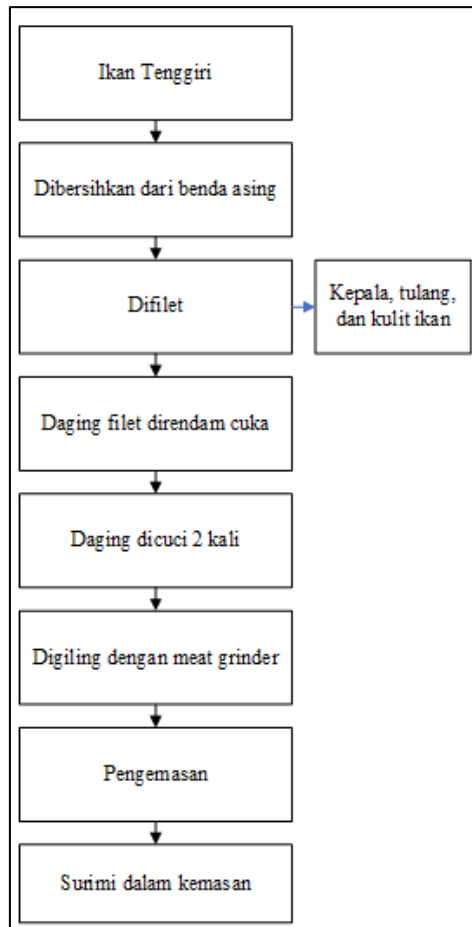 Ikan Tenggiri
Dibersihkan dari benda asing
Difilet
Kepala, tulang,
dan kulit ikan
Daging filet direndam cuka
Daging dicuci 2 kali
Digiling dengan meat grinder
Pengemasan
Surimi dalam kemasan